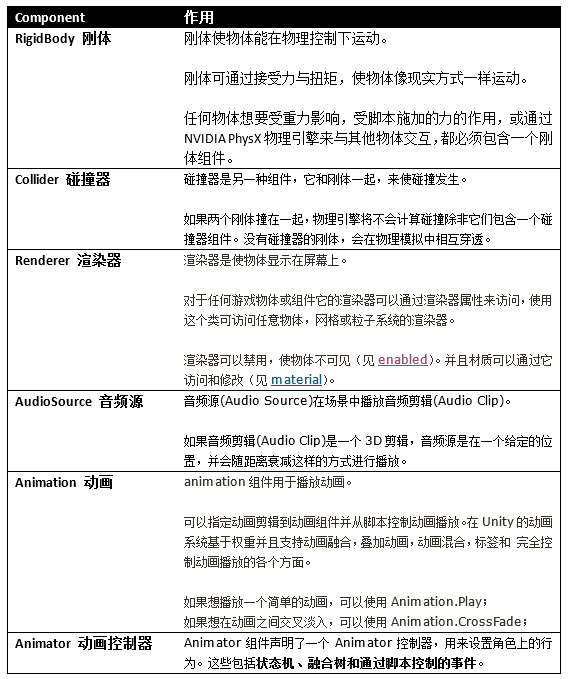 Component 作用
RigidBody 刚体 刚体使物体能在物理控制下运动。
刚体可通过接受力与扭矩，使物体像现实方式一样运动。
任何物体想要受重力影响，受脚本施加的力的作用，或通过
NVIDIA PhysX 物理引擎来与其他物体交互，都必须包含一个刚
体组件。
Collider 碰撞器 碰撞器是另一种组件，它和刚体一起，来使碰撞发生。
如果两个刚体撞在一起，物理引擎将不会计算碰撞除非它们包含一个碰
撞器组件。没有碰撞器的刚体，会在物理模拟中相互穿透。
Renderer 渲染器 渲染器是使物体显示在屏幕上。
对于任何游戏物体或组件它的渲染器可以通过渲染器属性来访问，使用
这个类可访问任意物体，网格或粒子系统的渲染器。
渲染器可以禁用，使物体不可见（见 enabled）。并且材质可以通过它
访问和修改（见 material）。
AudioSource 音频源 音频源(Audio Source)在场景中播放音频剪辑(Audio Clip)。
如果音频剪辑(Audio Clip)是一个 3D 剪辑，音频源是在一个给定的位
置，并会随距离衰减这样的方式进行播放。
Animation 动画 animation 组件用于播放动画。
可以指定动画剪辑到动画组件并从脚本控制动画播放。在 Unity 的动画
系统基于权重并且支持动画融合，叠加动画，动画混合，标签和 完全控
制动画播放的各个方面。
如果想播放一个简单的动画，可以使用 Animation.Play；
如果想在动画之间交叉淡入，可以使用 Animation.CrossFade；
Animator 动画控制器 Animator 组件声明了一个 Animator 控制器，用来设置角色上的行
为。这些包括状态机、融合树和通过脚本控制的事件。